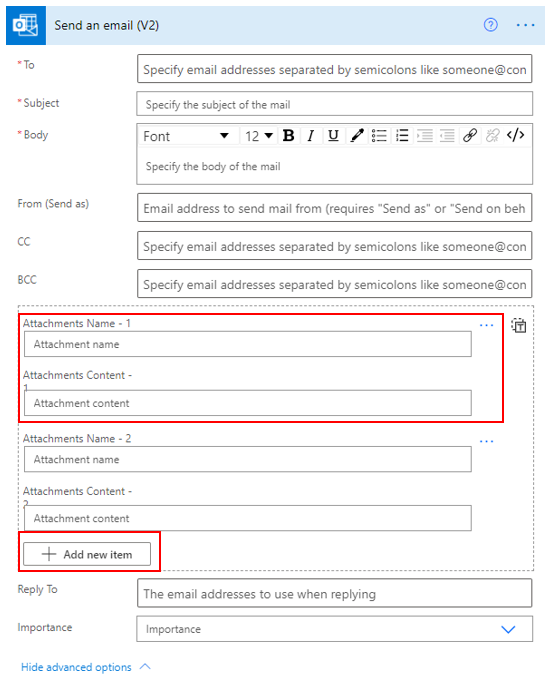 Send an email (V2)
* To
Specify email addresses separated by semicolons like someone@con
* Subject
Specify the subject of the mail
* Body
Font 12 B I U </>
Specify the body of the mail
From (Send as)
Email address to send mail from (requires "Send as" or "Send on beh
CC
Specify email addresses separated by semicolons like someone@con
BCC
Specify email addresses separated by semicolons like someone@con
Attachments Name - 1
Attachment name
Attachments Content -
1
Attachment content
Attachments Name - 2
Attachment name
Attachments Content -
2
Attachment content
Add new item
Reply To
The email addresses to use when replying
Importance
Importance
Hide advanced options